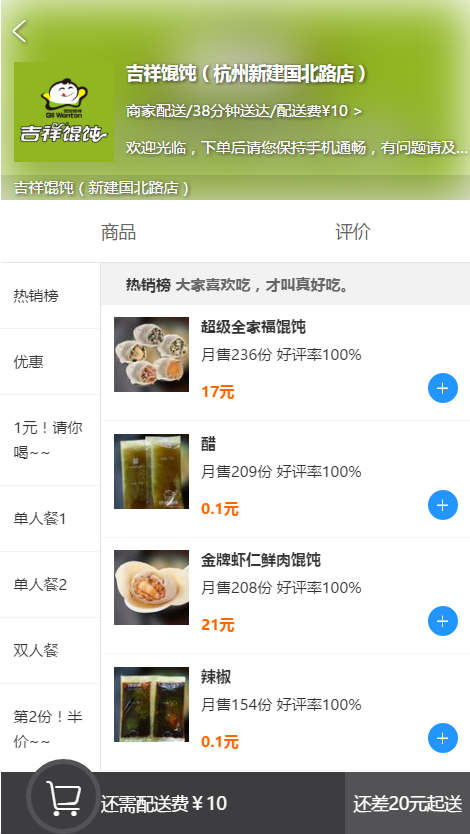 吉祥馄饨（杭州新建国北路店）
商家配送/38分钟送达/配送费¥10 >
欢迎光临，下单后请您保持手机通畅，有问题请及...
Gli Wonton
吉祥馄饨
吉祥馄饨（新建国北路店）
商品
评价
热销榜
优惠
1元！请你
喝~~
单人餐1
单人餐2
双人餐
第2份！半
价~~
热销榜 大家喜欢吃，才叫真好吃。
超级全家福馄饨
月售236份 好评率100%
17元
醋
月售209份 好评率100%
0.1元
金牌虾仁鲜肉馄饨
月售208份 好评率100%
21元
辣椒
月售154份 好评率100%
0.1元
还需配送费￥10
还差20元起送